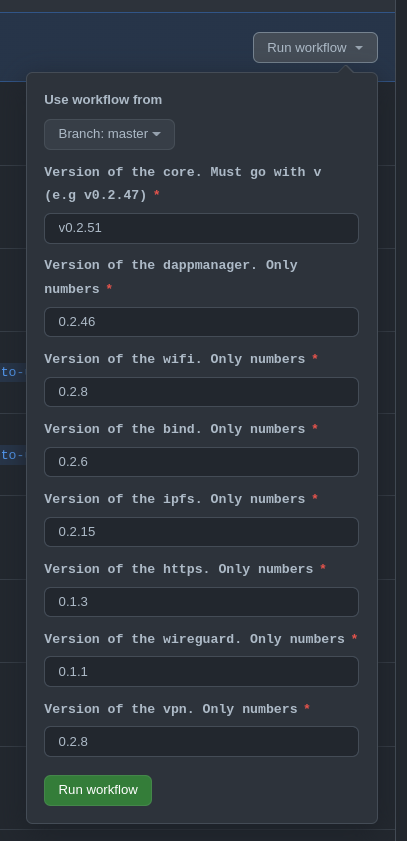 Run workflow
Use workflow from
Branch: master
Version of the core. Must go with v
(e.g v0.2.47) *
v0.2.51
Version of the dappmanager. Only
numbers *
0.2.46
Version of the wifi. Only numbers *
0.2.8
to-
Version of the bind. Only numbers *
0.2.6
to-
Version of the ipfs. Only numbers *
0.2.15
Version of the https. Only numbers *
0.1.3
Version of the wireguard. Only numbers *
0.1.1
Version of the vpn. Only numbers *
0.2.8
Run workflow